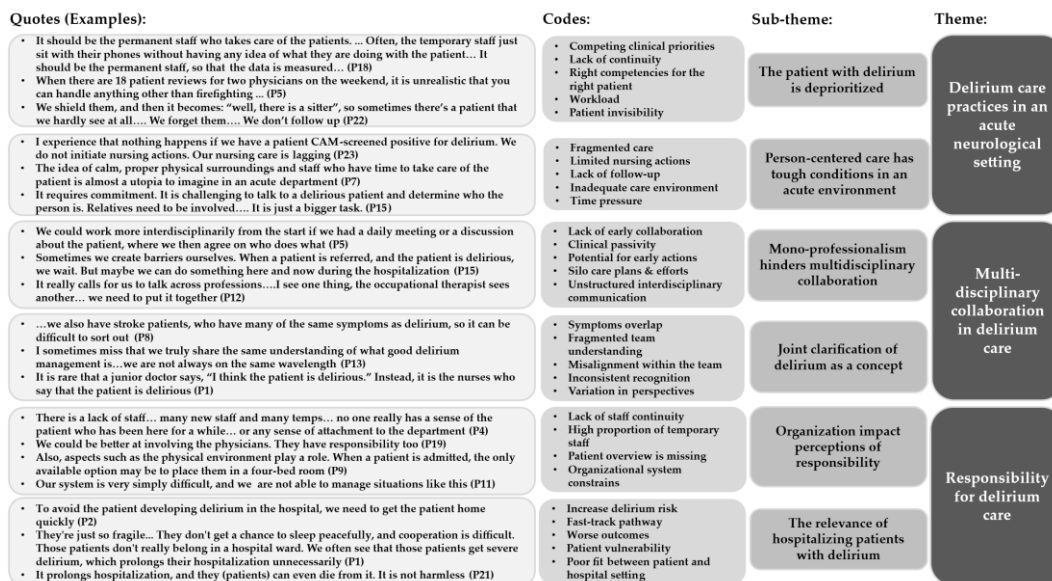 Quotes (Examples):
Codes:
Sub-theme:
Theme:
• It should be the permanent staff who takes care of the patients. ... Often, the temporary staff just
sit with their phones without having any idea of what they are doing with the patient… It
should be the permanent staff, so that the data is measured… (P18)
• When there are 18 patient reviews for two physicians on the weekend, it is unrealistic that you
can handle anything other than firefighting ... (P5)
• We shield them, and then it becomes: “well, there is a sitter”, so sometimes there’s a patient that
we hardly see at all…. We forget them…. We don’t follow up (P22)
• Competing clinical priorities
• Lack of continuity
• Right competencies for the
right patient
• Workload
• Patient invisibility
The patient with delirium
is deprioritized
Delirium care
practices in an
acute
neurological
setting
• I experience that nothing happens if we have a patient CAM-screened positive for delirium. We
do not initiate nursing actions. Our nursing care is lagging (P23)
• The idea of calm, proper physical surroundings and staff who have time to take care of the
patient is almost a utopia to imagine in an acute department (P7)
• It requires commitment. It is challenging to talk to a delirious patient and determine who the
person is. Relatives need to be involved…. It is just a bigger task. (P15)
• Fragmented care
• Limited nursing actions
• Lack of follow-up
• Inadequate care environment
• Time pressure
Person-centered care has
tough conditions in an
acute environment
• We could work more interdisciplinarily from the start if we had a daily meeting or a discussion
about the patient, where we then agree on who does what (P5)
• Sometimes we create barriers ourselves. When a patient is referred, and the patient is delirious,
we wait. But maybe we can do something here and now during the hospitalization (P15)
• It really calls for us to talk across professions….I see one thing, the occupational therapist sees
another… we need to put it together (P12)
• Lack of early collaboration
• Clinical passivity
• Potential for early actions
• Silo care plans & efforts
• Unstructured interdisciplinary
communication
Mono-professionalism
hinders multidisciplinary
collaboration
Multi-
disciplinary
collaboration
in delirium
care
• …we also have stroke patients, who have many of the same symptoms as delirium, so it can be
difficult to sort out (P8)
• I sometimes miss that we truly share the same understanding of what good delirium
management is…we are not always on the same wavelength (P13)
• It is rare that a junior doctor says, “I think the patient is delirious.” Instead, it is the nurses who
say that the patient is delirious (P1)
• Symptoms overlap
• Fragmented team
understanding
• Misalignment within the team
• Inconsistent recognition
• Variation in perspectives
Joint clarification of
delirium as a concept
• There is a lack of staff… many new staff and many temps… no one really has a sense of the
patient who has been here for a while… or any sense of attachment to the department (P4)
• We could be better at involving the physicians. They have responsibility too (P19)
• Also, aspects such as the physical environment play a role. When a patient is admitted, the only
available option may be to place them in a four-bed room (P9)
• Our system is very simply difficult, and we are not able to manage situations like this (P11)
• Lack of staff continuity
• High proportion of temporary
staff
• Patient overview is missing
• Organizational system
constrains
Organization impact
perceptions of
responsibility
Responsibility
for delirium
care
• To avoid the patient developing delirium in the hospital, we need to get the patient home
quickly (P2)
• They're just so fragile... They don't get a chance to sleep peacefully, and cooperation is difficult.
Those patients don't really belong in a hospital ward. We often see that those patients get severe
delirium, which prolongs their hospitalization unnecessarily (P1)
• It prolongs hospitalization, and they (patients) can even die from it. It is not harmless (P21)
• Increase delirium risk
• Fast-track pathway
• Worse outcomes
• Patient vulnerability
• Poor fit between patient and
hospital setting
The relevance of
hospitalizing patients
with delirium